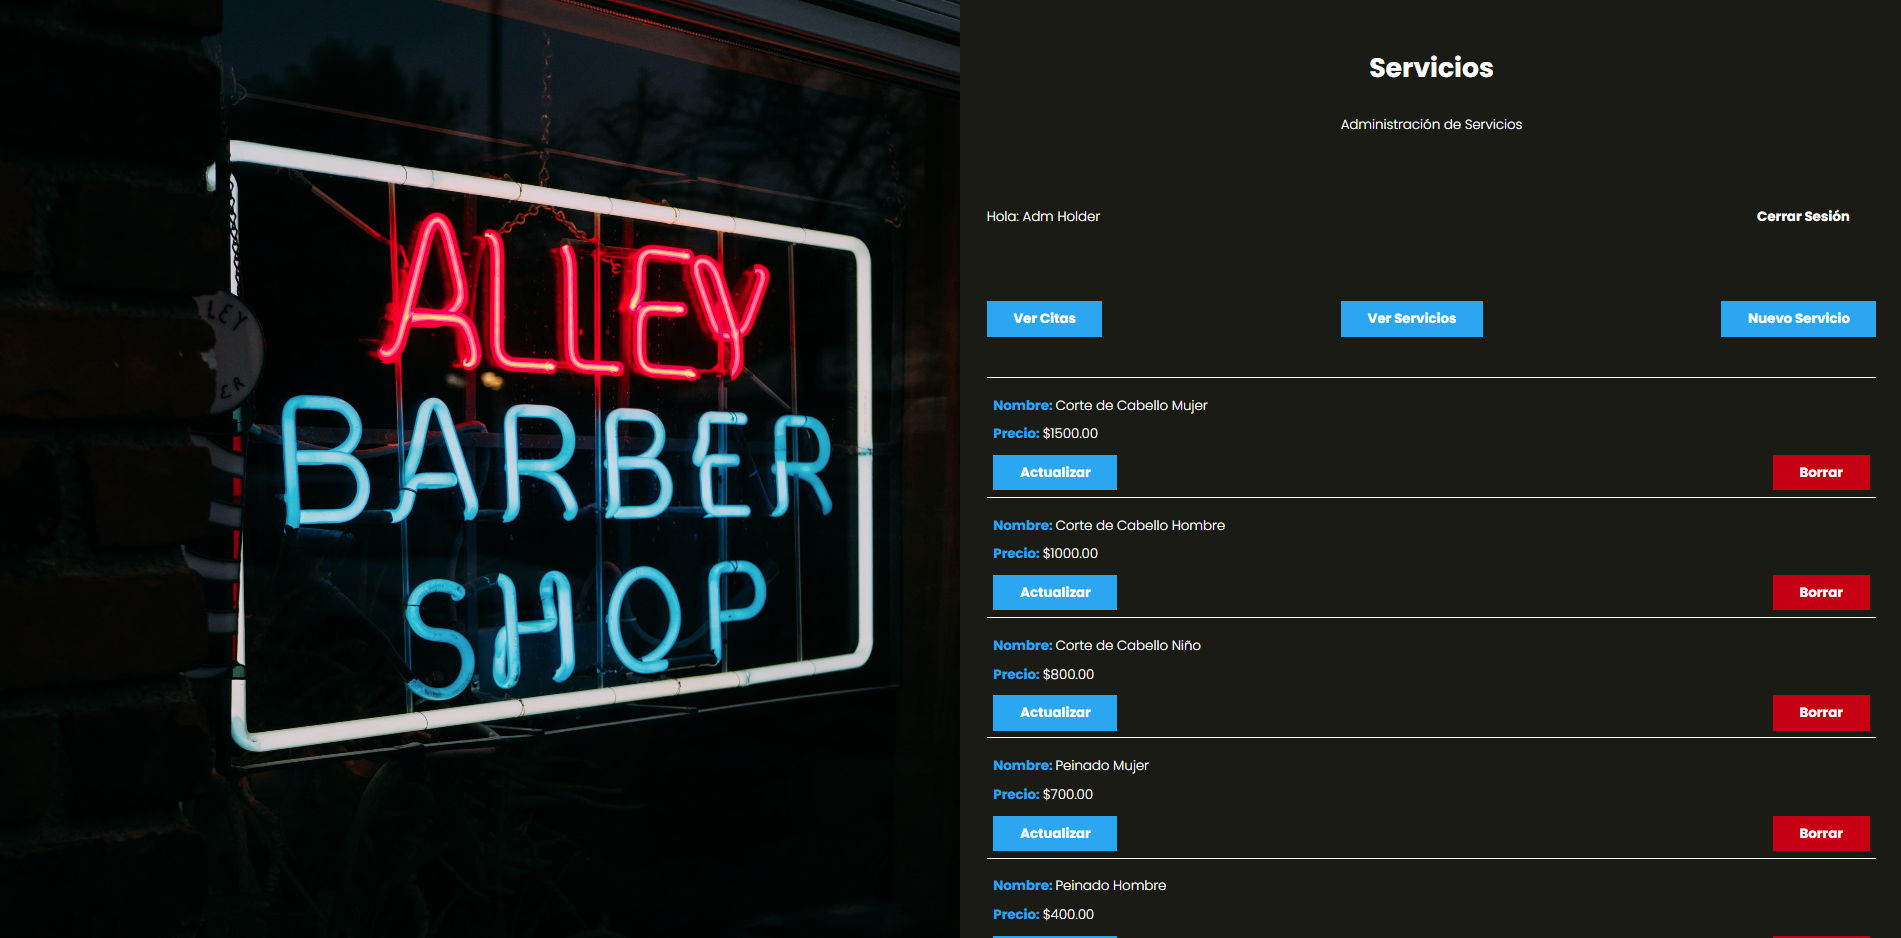 ALLEY
BARBER
SHOP
LEY
ER
Servicios
Administración de Servicios
Hola: Adm Holder
Cerrar Sesión
Ver Citas
Ver Servicios
Nuevo Servicio
Nombre: Corte de Cabello Mujer
Precio: $1500.00
Actualizar
Borrar
Nombre: Corte de Cabello Hombre
Precio: $1000.00
Actualizar
Borrar
Nombre: Corte de Cabello Niño
Precio: $800.00
Actualizar
Borrar
Nombre: Peinado Mujer
Precio: $700.00
Actualizar
Borrar
Nombre: Peinado Hombre
Precio: $400.00